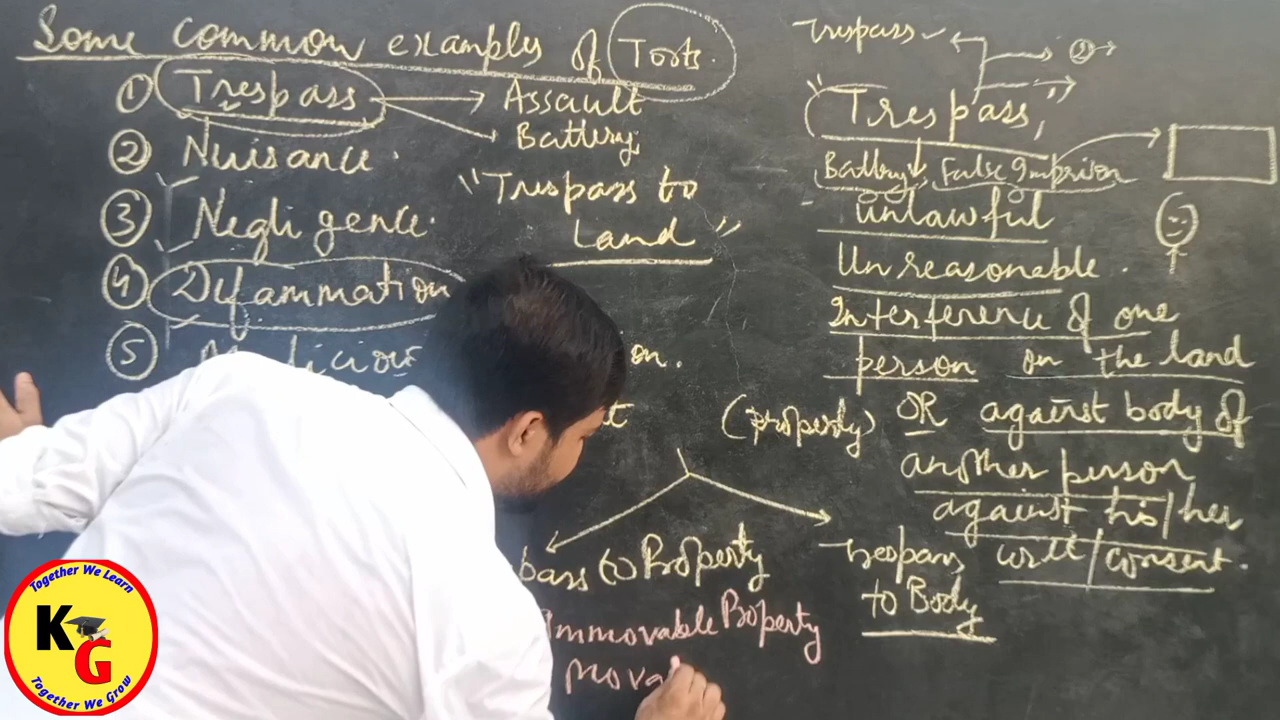 Some common examples of Torts.
① Trespass
Assault
Battery
② Nuisance.
③ Negligence.
"Trespass to
Land"
④ Defammation
⑤
on.
Trespass
②
"Trespass"
Battery, False Imprison
unlawful
Unreasonable.
Interference of one
person on the land
(property) OR against body of
another person
against his/her
will/consent.
pass to Property
Trespass
to Body
Immovable Property
Mova
Together We Learn
KG
Together We Grow